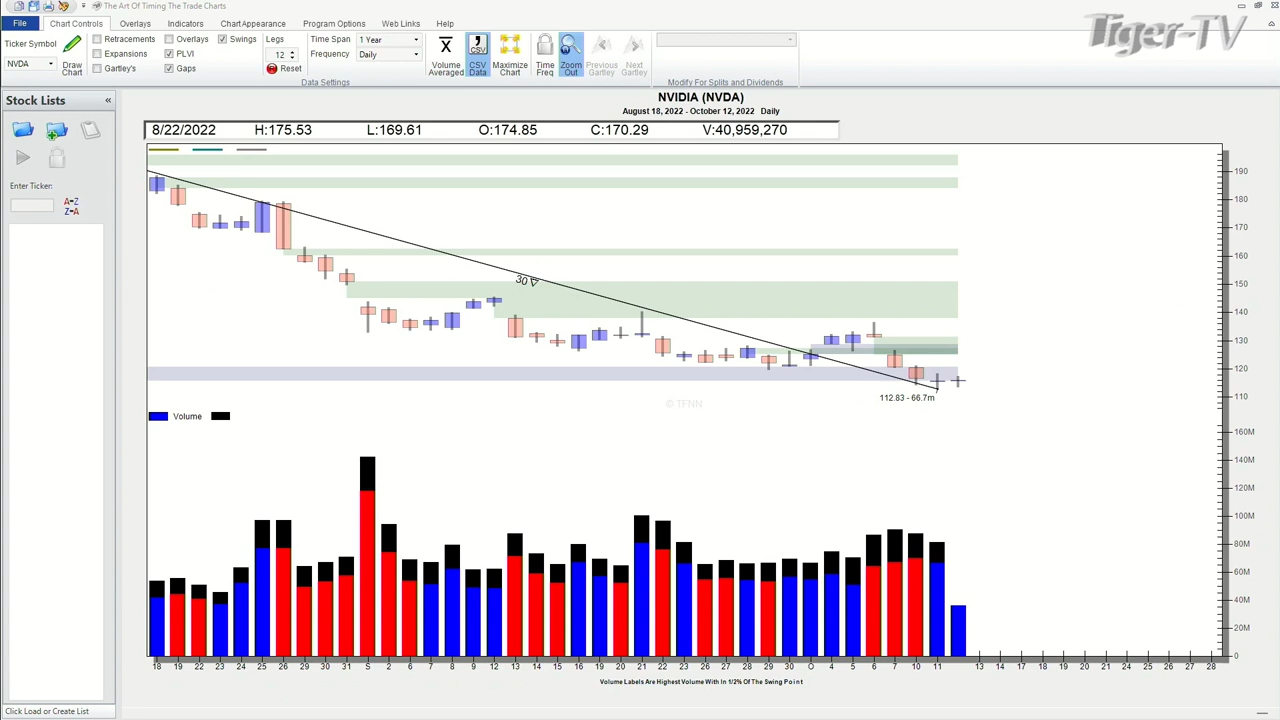 The Art Of Timing The Trade Charts
File Chart Controls Overlays Indicators Chart Appearance Program Options Web Links Help
Tiger-TV
Ticker Symbol
NVDA
Draw Chart
Retracements Overlays Swings
Expansions PLVI
Gartley's Gaps
Legs
12
Reset
Time Span 1 Year
Frequency Daily
Data Settings
Volume Averaged
CSV Data
Maximize Chart
Time Freq
Zoom Out
Previous Gartley
Next Gartley
Modify For Splits and Dividends
Stock Lists «
Enter Ticker:
A-Z
Z-A
NVIDIA (NVDA)
August 18, 2022 - October 12, 2022 Daily
8/22/2022 H:175.53 L:169.61 O:174.85 C:170.29 V:40,959,270
190
180
170
160
150
140
130
120
110
30
112.83 - 66.7m
© TFNN
Volume
160M
140M
120M
100M
80M
60M
40M
20M
0
18 19 22 23 24 25 26 29 30 31 S 2 6 7 8 9 12 13 14 15 16 19 20 21 22 23 26 27 28 29 30 O 4 5 6 7 10 11 13 14 17 18 19 20 21 24 25 26 27 28
Volume Labels Are Highest Volume With In 1/2% Of The Swing Point
Click Load or Create List